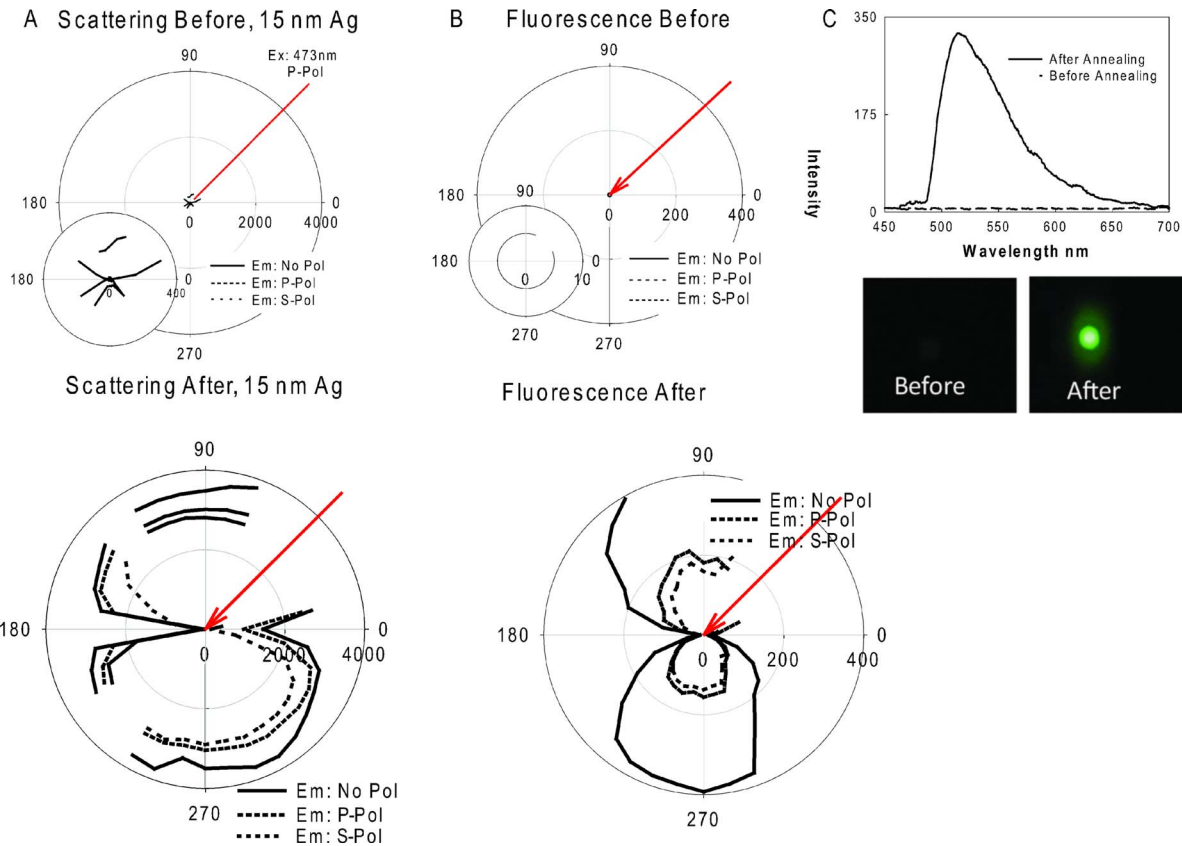 A Scattering Before, 15 nm Ag
Ex: 473nm
P-Pol
90
180
0
0 2000 4000
180
0
0 400
Em: No Pol
Em: P-Pol
Em: S-Pol
270
B Fluorescence Before
90
180
0
0 200 400
90
180
0
0 10
Em: No Pol
Em: P-Pol
Em: S-Pol
270
270
C
350
175
0
Intensity
After Annealing
Before Annealing
450 500 550 600 650 700
Wavelength nm
Before
After
Scattering After, 15 nm Ag
90
180
0
0 2000 4000
270
Em: No Pol
Em: P-Pol
Em: S-Pol
Fluorescence After
90
Em: No Pol
Em: P-Pol
Em: S-Pol
180
0
0 200 400
270